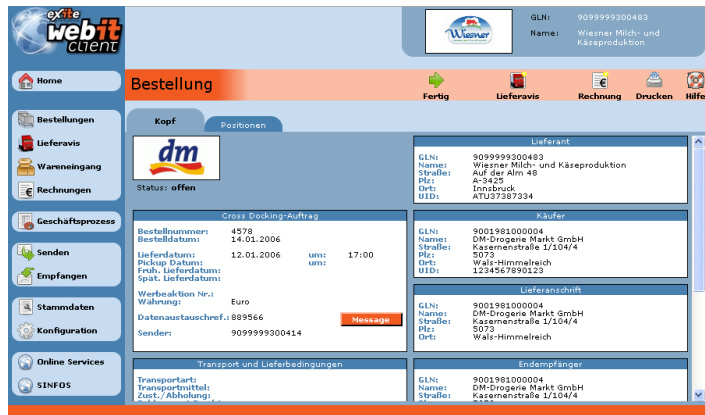 exite
webit
CLIENT
Wiesner
GLN: 9099999300483
Name: Wiesner Milch- und
Käseproduktion
Home
Bestellung
Fertig
Lieferavis
Rechnung
Drucken
Hilfe
Bestellungen
Lieferavis
Wareneingang
Rechnungen
Geschäftsprozess
Senden
Empfangen
Stammdaten
Konfiguration
Online Services
SINFOS
Kopf
Positionen
dm
Status: offen
Lieferant
GLN: 9099999300483
Name: Wiesner Milch- und Käseproduktion
Straße: Auf der Alm 48
Plz: A-3425
Ort: Innsbruck
UID: ATU37387334
Cross Docking-Auftrag
Bestellnummer: 4578
Bestelldatum: 14.01.2006
Lieferdatum: 12.01.2006 um: 17:00
Pickup Datum: um:
Früh. Lieferdatum:
Spät. Lieferdatum:
Werbeaktion Nr.:
Währung: Euro
Datenaustauschref.: 889566
Message
Sender: 9099999300414
Käufer
GLN: 9001981000004
Name: DM-Drogerie Markt GmbH
Straße: Kasernenstraße 1/104/4
Plz: 5073
Ort: Wals-Himmelreich
UID: 1234567890123
Lieferanschrift
GLN: 9001981000004
Name: DM-Drogerie Markt GmbH
Straße: Kasernenstraße 1/104/4
Plz: 5073
Ort: Wals-Himmelreich
Transport und Lieferbedingungen
Transportart:
Transportmittel:
Zust./Abholung:
Endempfänger
GLN: 9001981000004
Name: DM-Drogerie Markt GmbH
Straße: Kasernenstraße 1/104/4